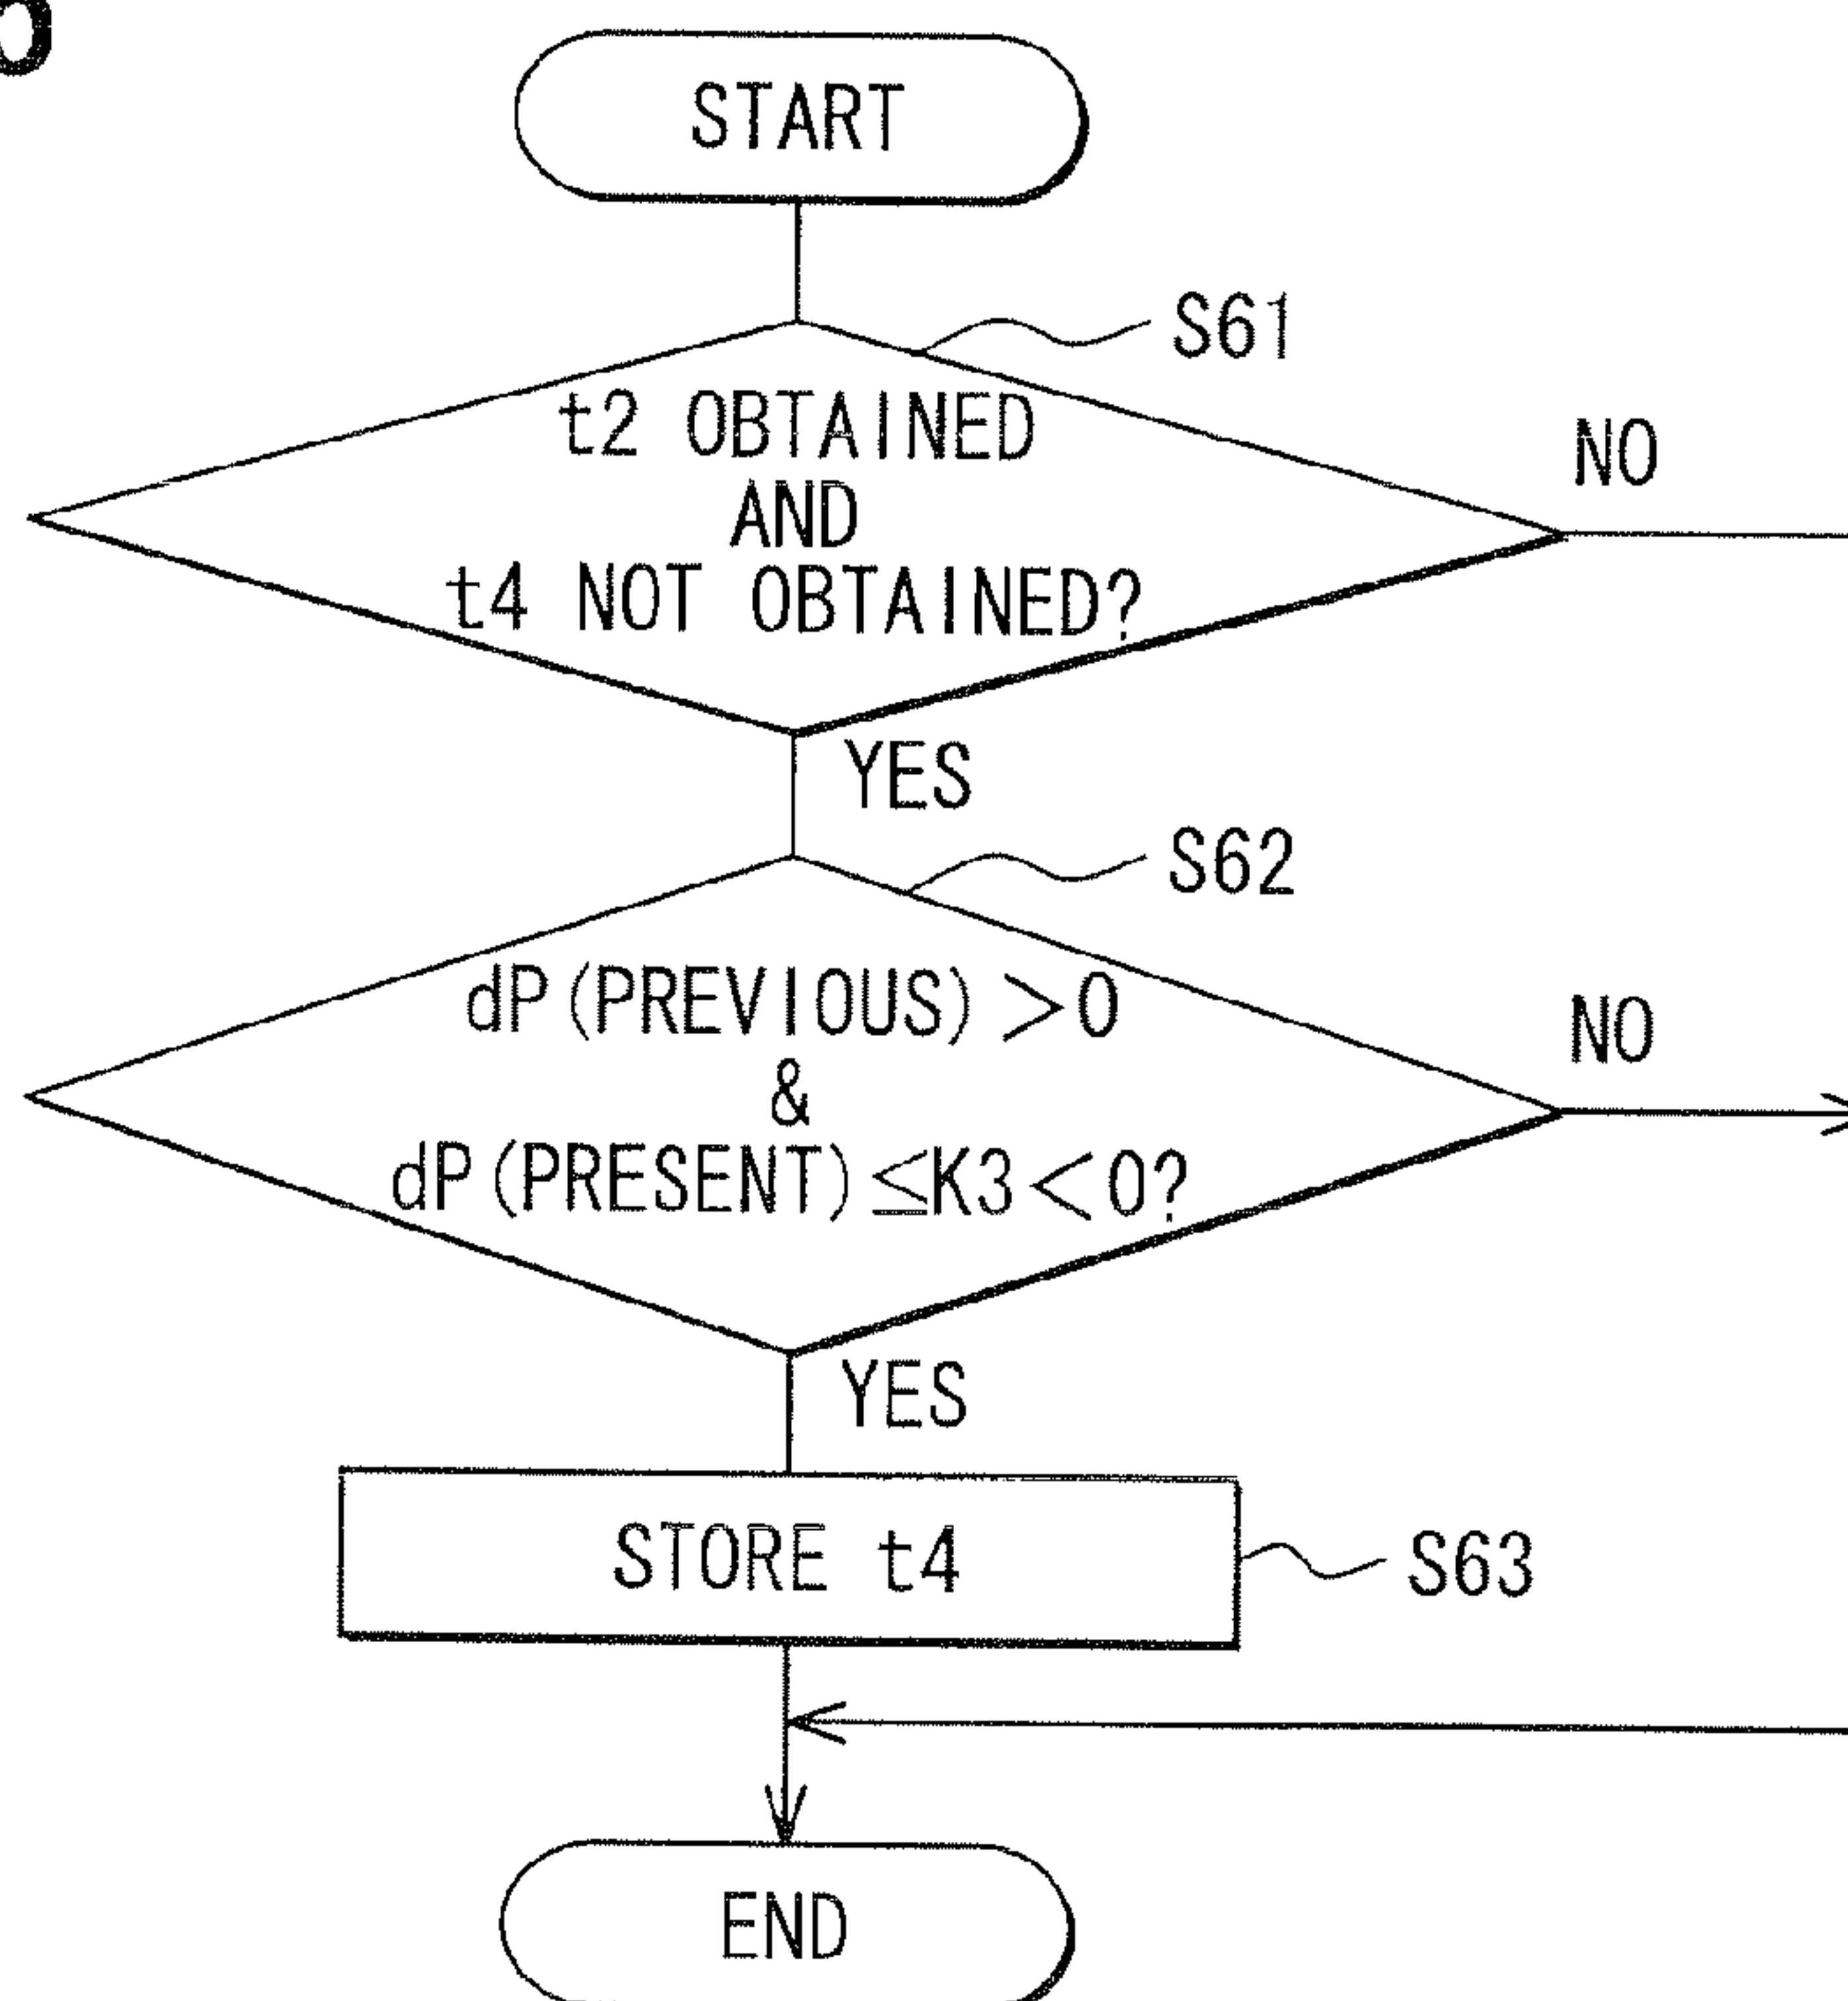 START
S61
t2 OBTAINED
AND
t4 NOT OBTAINED?
NO
YES
S62
dP(PREVIOUS)>0
&
dP(PRESENT)≤K3<0?
NO
YES
STORE t4
S63
END